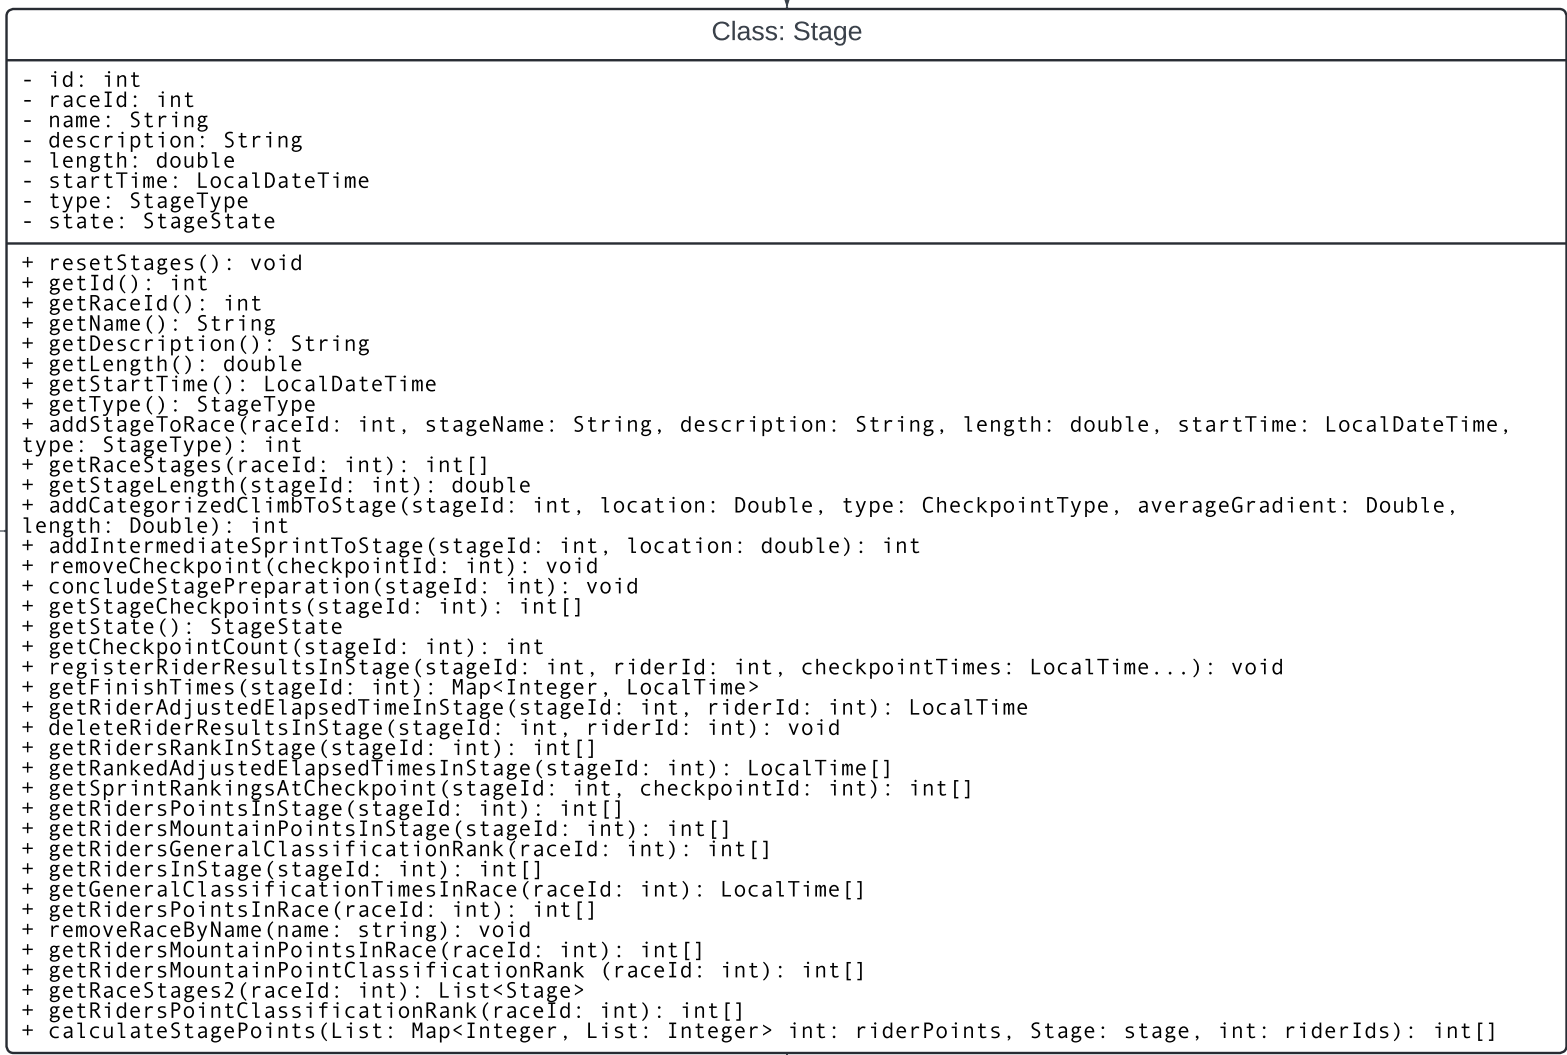 Class: Stage
- id: int
- raceId: int
- name: String
- description: String
- length: double
- startTime: LocalDateTime
- type: StageType
- state: StageState
+ resetStages(): void
+ getId(): int
+ getRaceId(): int
+ getName(): String
+ getDescription(): String
+ getLength(): double
+ getStartTime(): LocalDateTime
+ getType(): StageType
+ addStageToRace(raceId: int, stageName: String, description: String, length: double, startTime: LocalDateTime,
type: StageType): int
+ getRaceStages(raceId: int): int[]
+ getStageLength(stageId: int): double
+ addCategorizedClimbToStage(stageId: int, location: Double, type: CheckpointType, averageGradient: Double,
length: Double): int
+ addIntermediateSprintToStage(stageId: int, location: double): int
+ removeCheckpoint(checkpointId: int): void
+ concludeStagePreparation(stageId: int): void
+ getStageCheckpoints(stageId: int): int[]
+ getState(): StageState
+ getCheckpointCount(stageId: int): int
+ registerRiderResultsInStage(stageId: int, riderId: int, checkpointTimes: LocalTime...): void
+ getFinishTimes(stageId: int): Map<Integer, LocalTime>
+ getRiderAdjustedElapsedTimeInStage(stageId: int, riderId: int): LocalTime
+ deleteRiderResultsInStage(stageId: int, riderId: int): void
+ getRidersRankInStage(stageId: int): int[]
+ getRankedAdjustedElapsedTimesInStage(stageId: int): LocalTime[]
+ getSprintRankingsAtCheckpoint(stageId: int, checkpointId: int): int[]
+ getRidersPointsInStage(stageId: int): int[]
+ getRidersMountainPointsInStage(stageId: int): int[]
+ getRidersGeneralClassificationRank(raceId: int): int[]
+ getRidersInStage(stageId: int): int[]
+ getGeneralClassificationTimesInRace(raceId: int): LocalTime[]
+ getRidersPointsInRace(raceId: int): int[]
+ removeRaceByName(name: string): void
+ getRidersMountainPointsInRace(raceId: int): int[]
+ getRidersMountainPointClassificationRank (raceId: int): int[]
+ getRaceStages2(raceId: int): List<Stage>
+ getRidersPointClassificationRank(raceId: int): int[]
+ calculateStagePoints(List: Map<Integer, List: Integer> int: riderPoints, Stage: stage, int: riderIds): int[]